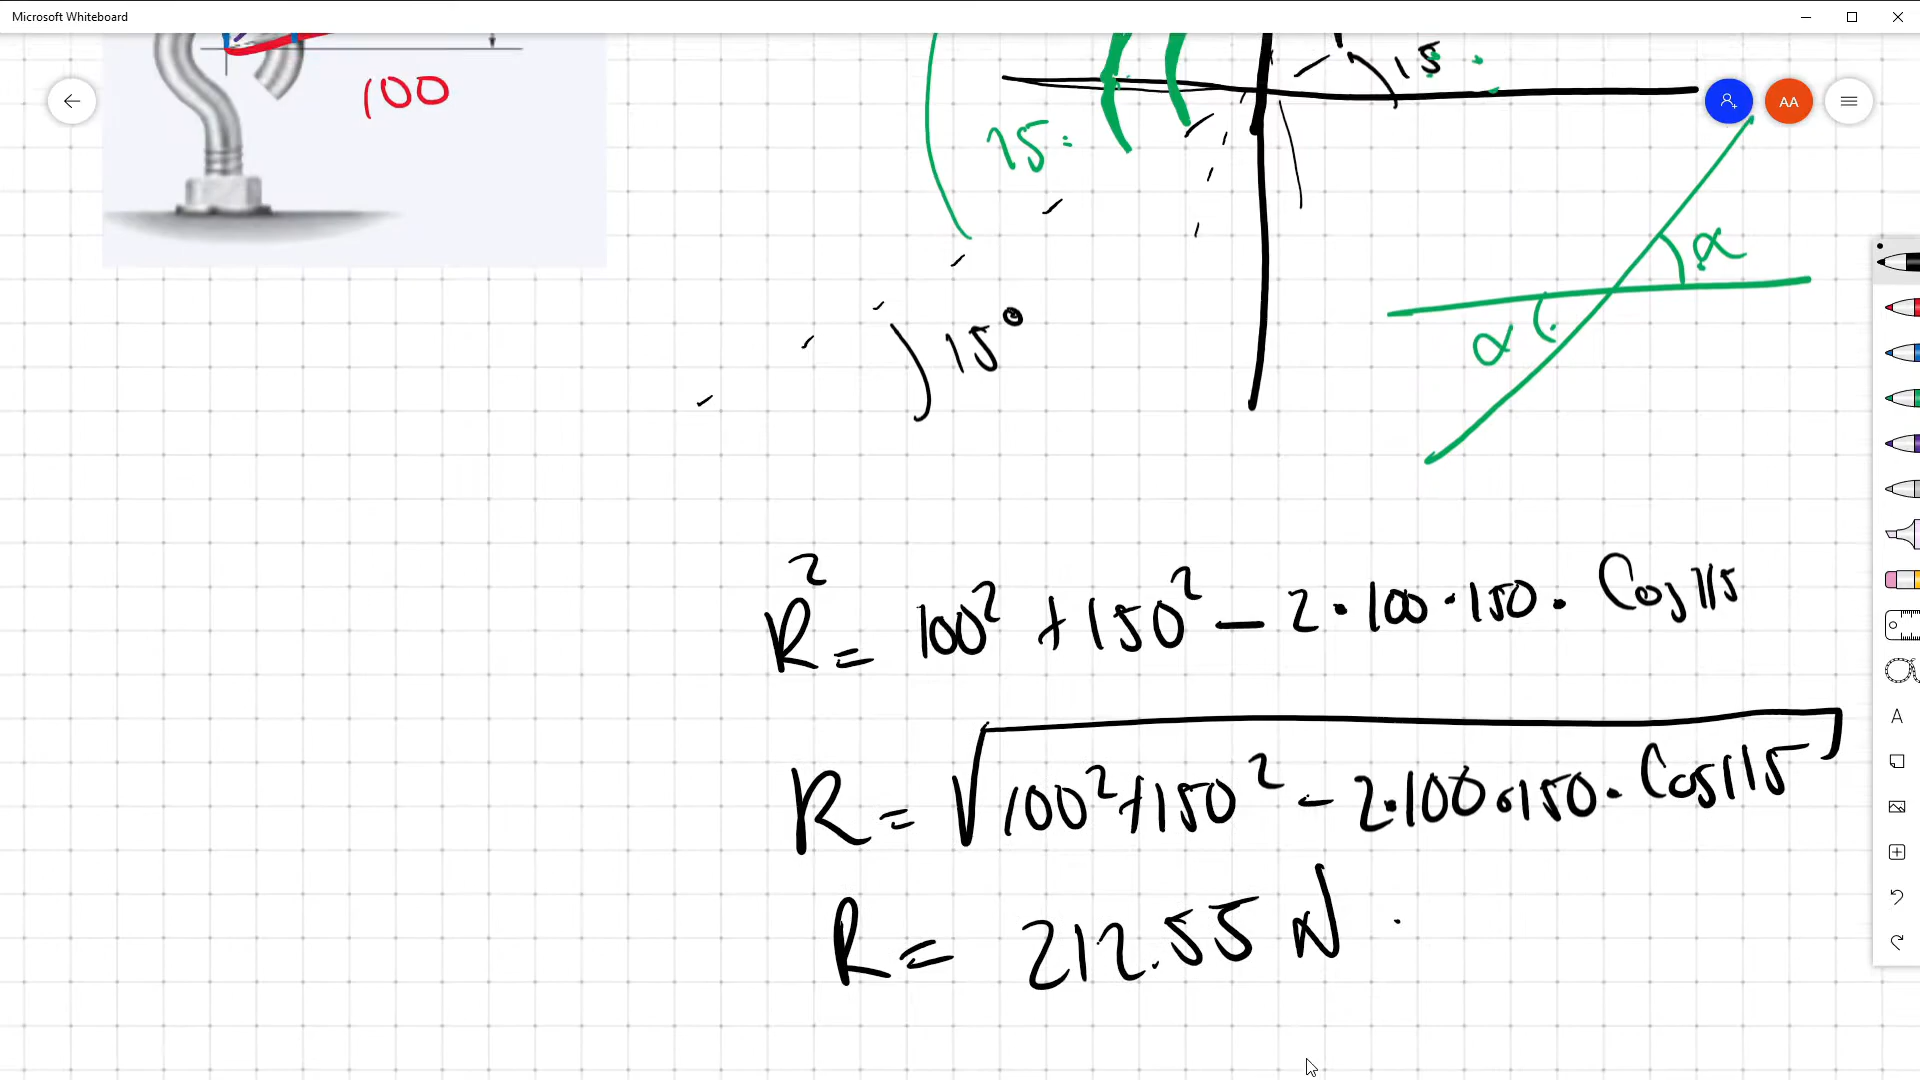 Microsoft Whiteboard
AA
100
15
15
15°
α
α
R² = 100² + 150² - 2 · 100 · 150 · Cos 115
R = √100² + 150² - 2 · 100 · 150 · Cos 115
R = 212.55 N
A